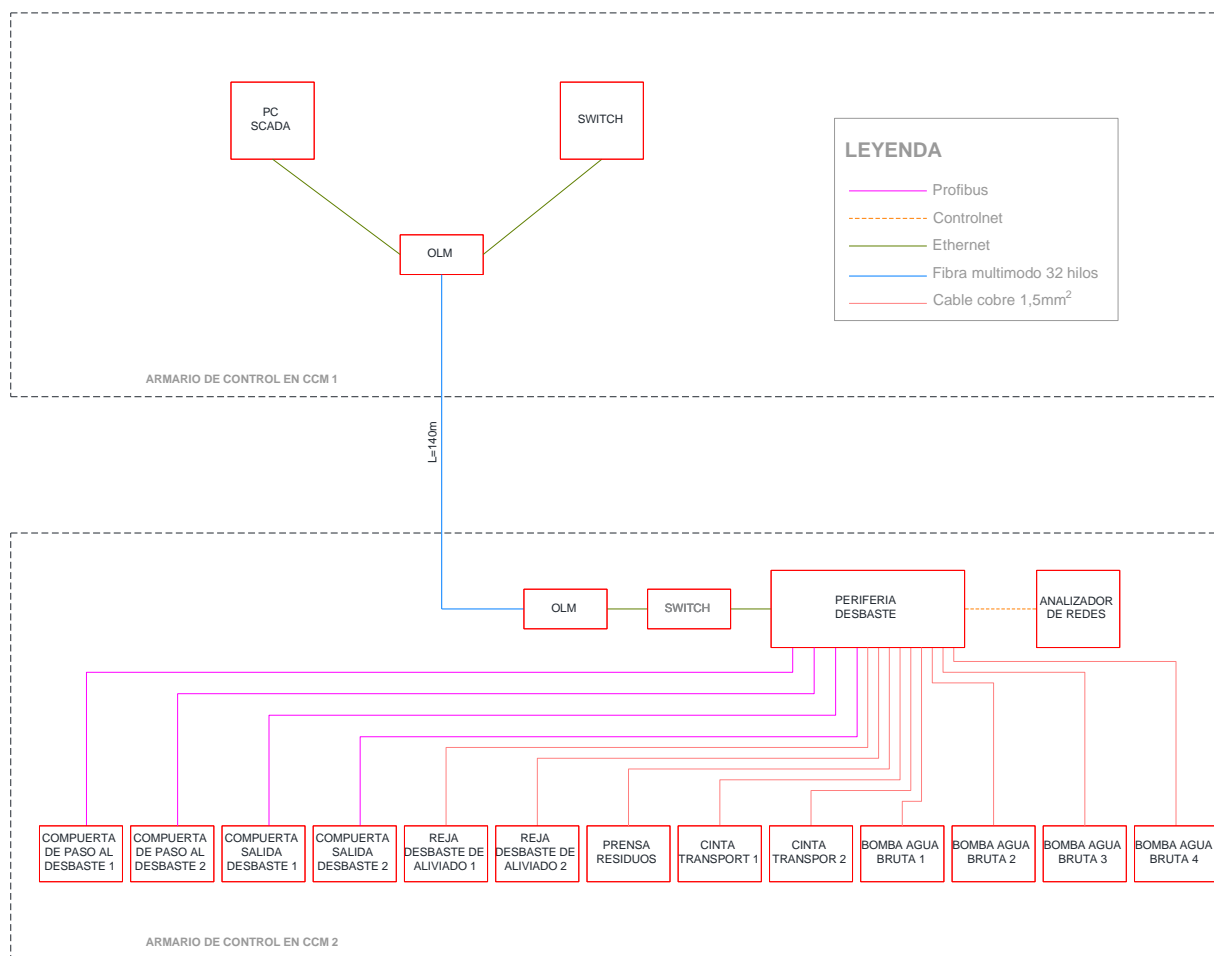 PC
SCADA
SWITCH
OLM
LEYENDA
Profibus
Controlnet
Ethernet
Fibra multimodo 32 hilos
Cable cobre 1,5mm²
ARMARIO DE CONTROL EN CCM 1
L=140m
OLM
SWITCH
PERIFERIA
DESBASTE
ANALIZADOR
DE REDES
COMPUERTA
DE PASO AL
DESBASTE 1
COMPUERTA
DE PASO AL
DESBASTE 2
COMPUERTA
SALIDA
DESBASTE 1
COMPUERTA
SALIDA
DESBASTE 2
REJA
DESBASTE DE
ALIVIADO 1
REJA
DESBASTE DE
ALIVIADO 2
PRENSA
RESIDUOS
CINTA
TRANSPORT 1
CINTA
TRANSPOR 2
BOMBA AGUA
BRUTA 1
BOMBA AGUA
BRUTA 2
BOMBA AGUA
BRUTA 3
BOMBA AGUA
BRUTA 4
ARMARIO DE CONTROL EN CCM 2